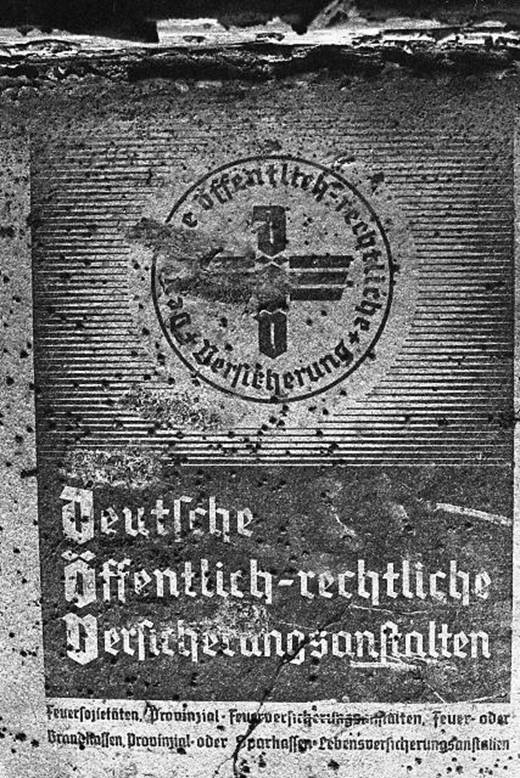 öffentlich-rechtliche + Versicherung +
D
V
Deutsche
Öffentlich-rechtliche
Versicherungsanstalten
Feuersozietäten, Provinzial-Feuerversicherungsanstalten, Feuer- oder
Brandkassen, Provinzial- oder Sparkassen-Lebensversicherungsanstalten